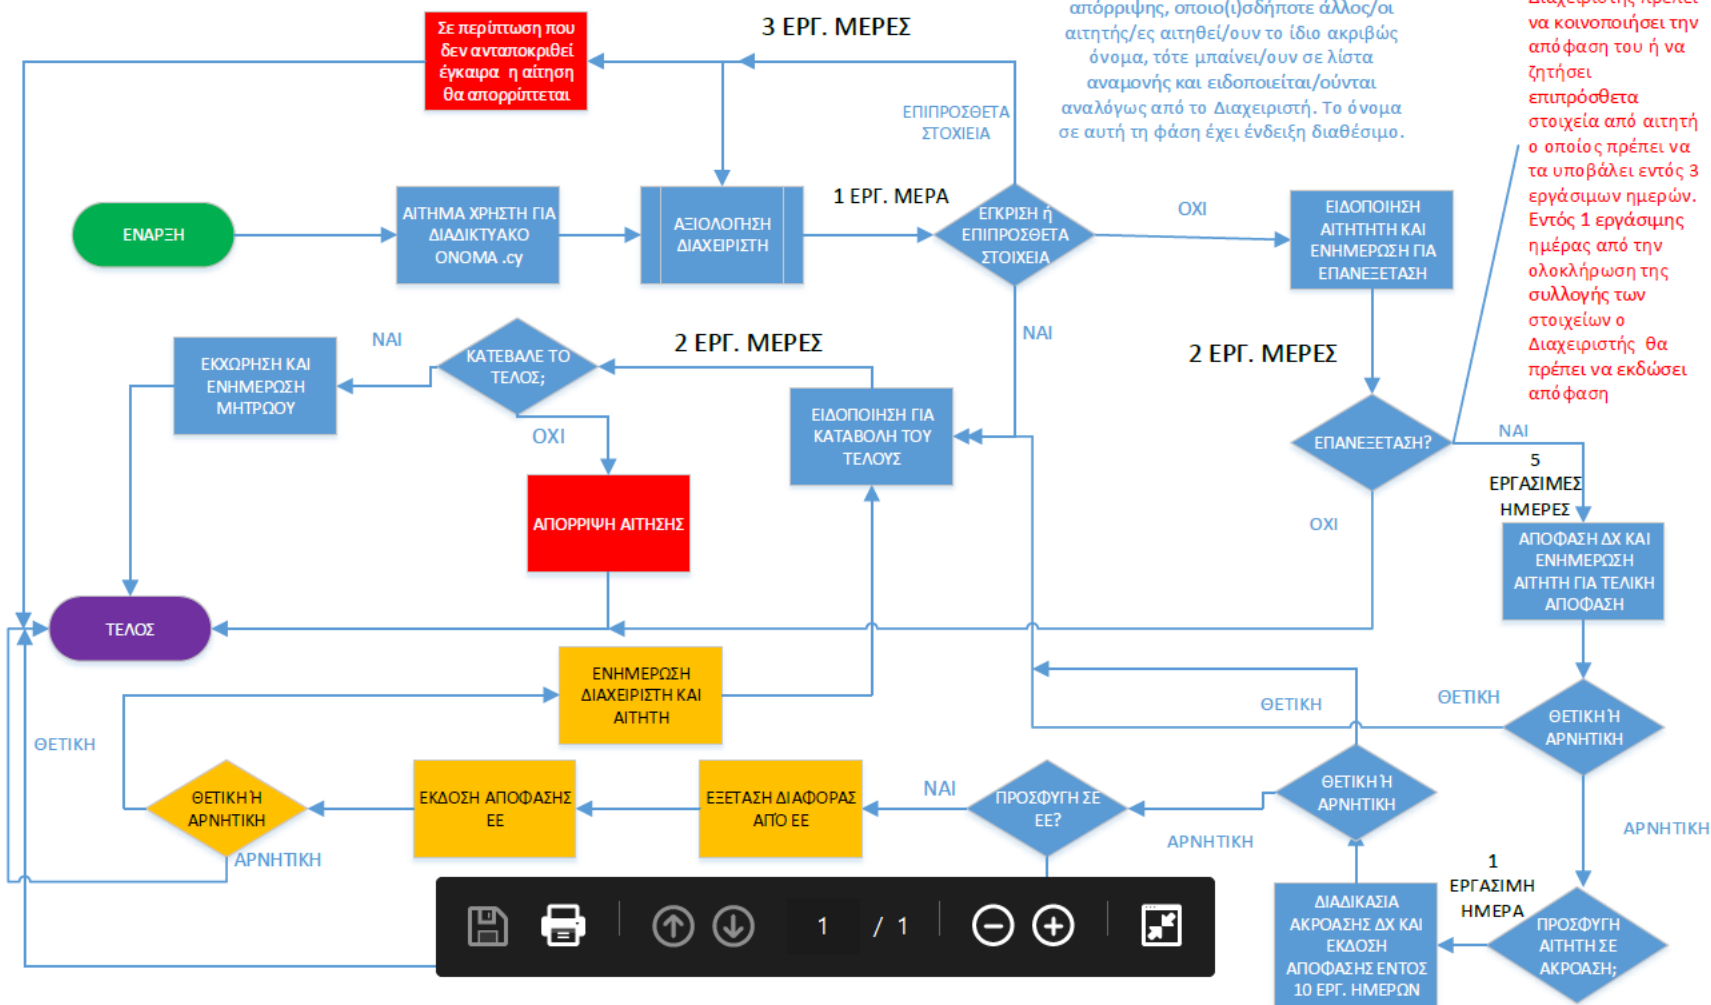 Σε περίπτωση που
δεν ανταποκριθεί
έγκαιρα η αίτηση
θα απορρίπτεται
3 ΕΡΓ. ΜΕΡΕΣ
απόρριψης, οποιο(ι)σδήποτε άλλος/οι
αιτητής/ες αιτηθεί/ουν το ίδιο ακριβώς
όνομα, τότε μπαίνει/ουν σε λίστα
αναμονής και ειδοποιείται/ούνται
αναλόγως από το Διαχειριστή. Το όνομα
σε αυτή τη φάση έχει ένδειξη διαθέσιμο.
να κοινοποιήσει την
απόφαση του ή να
ζητήσει
επιπρόσθετα
στοιχεία από αιτητή
ο οποίος πρέπει να
τα υποβάλει εντός 3
εργάσιμων ημερών.
Εντός 1 εργάσιμης
ημέρας από την
ολοκλήρωση της
συλλογής των
στοιχείων ο
Διαχειριστής θα
πρέπει να εκδώσει
απόφαση
ΕΠΙΠΡΟΣΘΕΤΑ
ΣΤΟΧΙΕΙΑ
ΕΝΑΡΞΗ
ΑΙΤΗΜΑ ΧΡΗΣΤΗ ΓΙΑ
ΔΙΑΔΙΚΤΥΑΚΟ
ΟΝΟΜΑ .cy
ΑΞΙΟΛΟΓΗΣΗ
ΔΙΑΧΕΙΡΙΣΤΗ
1 ΕΡΓ. ΜΕΡΑ
ΕΓΚΡΙΣΗ ή
ΕΠΙΠΡΟΣΘΕΤΑ
ΣΤΟΙΧΕΙΑ
ΟΧΙ
ΕΙΔΟΠΟΙΗΣΗ
ΑΙΤΗΤΗΤΗ ΚΑΙ
ΕΝΗΜΕΡΩΣΗ ΓΙΑ
ΕΠΑΝΕΞΕΤΑΣΗ
ΝΑΙ
2 ΕΡΓ. ΜΕΡΕΣ
ΕΚΧΩΡΗΣΗ ΚΑΙ
ΕΝΗΜΕΡΩΣΗ
ΜΗΤΡΩΟΥ
ΝΑΙ
ΚΑΤΕΒΑΛΕ ΤΟ
ΤΕΛΟΣ;
2 ΕΡΓ. ΜΕΡΕΣ
ΟΧΙ
ΕΙΔΟΠΟΙΗΣΗ ΓΙΑ
ΚΑΤΑΒΟΛΗ ΤΟΥ
ΤΕΛΟΥΣ
ΕΠΑΝΕΞΕΤΑΣΗ?
ΝΑΙ
5
ΕΡΓΑΣΙΜΕΣ
ΗΜΕΡΕΣ
ΟΧΙ
ΑΠΟΡΡΙΨΗ ΑΙΤΗΣΗΣ
ΑΠΟΦΑΣΗ ΔΧ ΚΑΙ
ΕΝΗΜΕΡΩΣΗ
ΑΙΤΗΤΗ ΓΙΑ ΤΕΛΙΚΗ
ΑΠΟΦΑΣΗ
ΤΕΛΟΣ
ΕΝΗΜΕΡΩΣΗ
ΔΙΑΧΕΙΡΙΣΤΗ ΚΑΙ
ΑΙΤΗΤΗ
ΘΕΤΙΚΗ
ΘΕΤΙΚΗ
ΘΕΤΙΚΗ Ή
ΑΡΝΗΤΙΚΗ
ΘΕΤΙΚΗ
ΘΕΤΙΚΗ Ή
ΑΡΝΗΤΙΚΗ
ΕΚΔΟΣΗ ΑΠΟΦΑΣΗΣ
ΕΕ
ΕΞΕΤΑΣΗ ΔΙΑΦΟΡΑΣ
ΑΠΌ ΕΕ
ΝΑΙ
ΠΡΟΣΦΥΓΗ ΣΕ
ΕΕ?
ΘΕΤΙΚΗ Ή
ΑΡΝΗΤΙΚΗ
ΑΡΝΗΤΙΚΗ
ΑΡΝΗΤΙΚΗ
ΑΡΝΗΤΙΚΗ
1
ΕΡΓΑΣΙΜΗ
ΗΜΕΡΑ
ΔΙΑΔΙΚΑΣΙΑ
ΑΚΡΟΑΣΗΣ ΔΧ ΚΑΙ
ΕΚΔΟΣΗ
ΑΠΟΦΑΣΗΣ ΕΝΤΟΣ
10 ΕΡΓ. ΗΜΕΡΩΝ
ΠΡΟΣΦΥΓΗ
ΑΙΤΗΤΗ ΣΕ
ΑΚΡΟΑΣΗ;
1 / 1